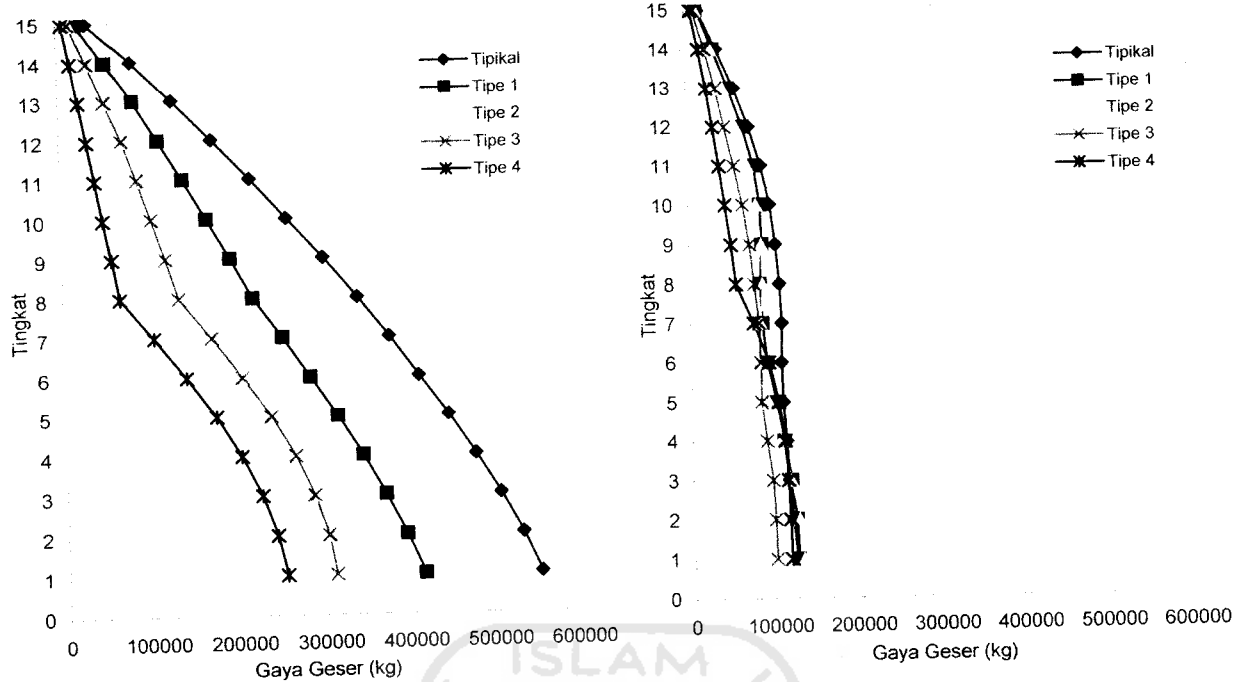 Tingkat
15
14
13
12
11
10
9
8
7
6
5
4
3
2
1
0
0 100000 200000 300000 400000 500000 600000
Gaya Geser (kg)
Tipikal
Tipe 1
Tipe 2
Tipe 3
Tipe 4
Tingkat
15
14
13
12
11
10
9
8
7
6
5
4
3
2
1
0
0 100000 200000 300000 400000 500000 600000
Gaya Geser (kg)
Tipikal
Tipe 1
Tipe 2
Tipe 3
Tipe 4
ISLAM